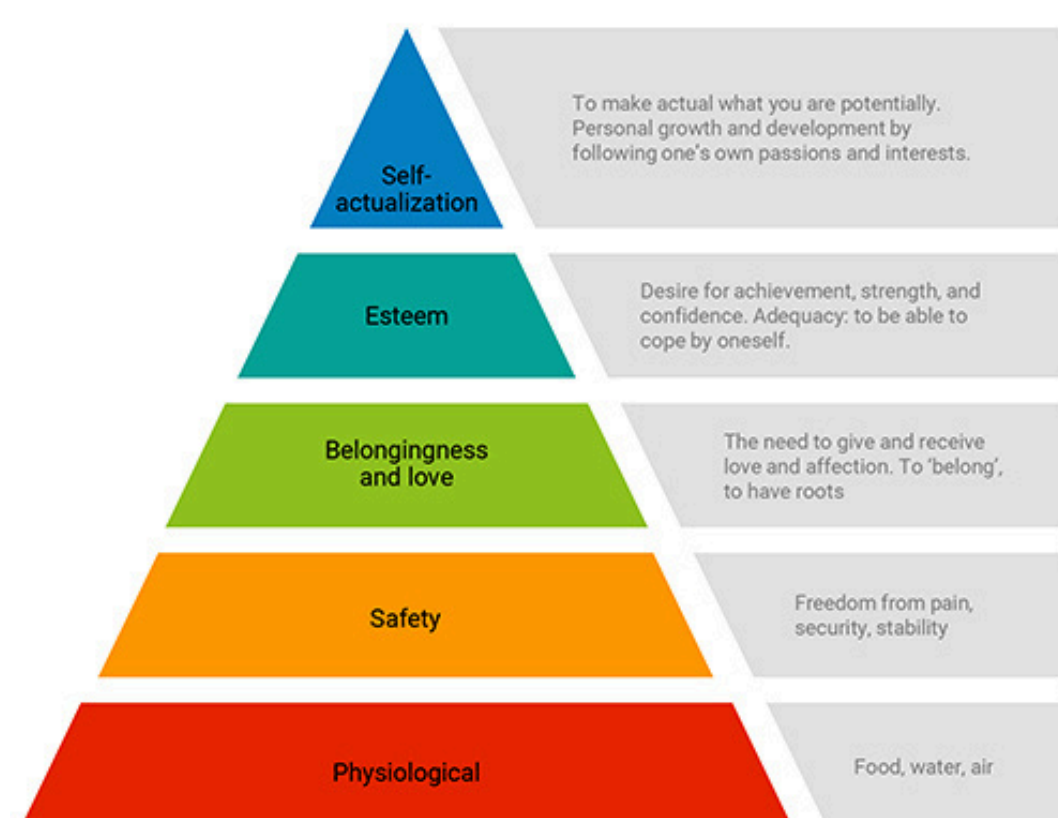 To make actual what you are potentially.
Personal growth and development by
following one's own passions and interests.
Self-
actualization
Desire for achievement, strength, and
confidence. Adequacy: to be able to
cope by oneself.
Esteem
The need to give and receive
love and affection. To ‘belong’,
to have roots
Belongingness
and love
Safety
Freedom from pain,
security, stability
Physiological
Food, water, air